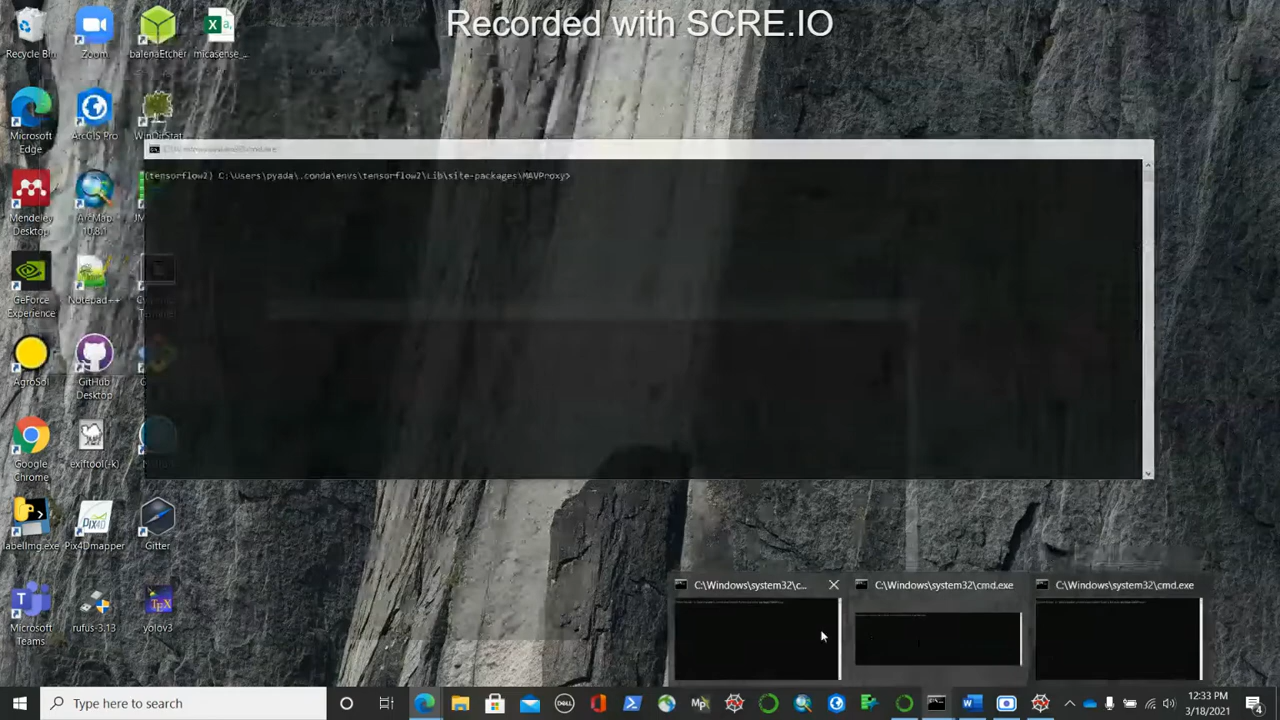 Recorded with SCRE.IO
Recycle Bin
Zoom
balenaEtcher
micasense_...
Microsoft
Edge
ArcGIS Pro
WinDirStat
(tensorflow2) C:\Users\pyada\.conda\envs\tensorflow2\Lib\site-packages\MAVProxy>
Mendeley
Desktop
ArcMap
10.8.1
GeForce
Experience
Notepad++
AgroSol
GitHub
Desktop
Google
Chrome
exiftool(-k)
labelImg.exe
Pix4Dmapper
Gitter
Microsoft
Teams
rufus-3.13
yolov3
C:\Windows\system32\c...
C:\Windows\system32\cmd.exe
C:\Windows\system32\cmd.exe
Type here to search
12:33 PM
3/18/2021